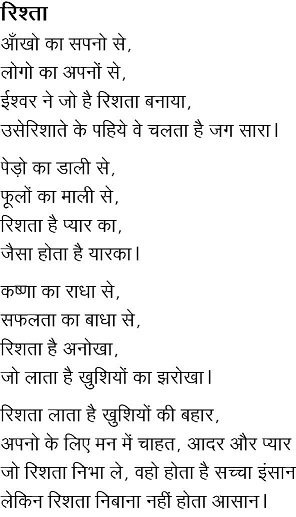 रिश्ता
आँखो का सपनो से,
लोगो का अपनों से,
ईश्वर ने जो है रिशता बनाया,
उसेरिशाते के पहिये वे चलता है जग सारा।
पेड़ो का डाली से,
फूलों का माली से,
रिशता है प्यार का,
जैसा होता है यारका।
कष्णा का राधा से,
सफलता का बाधा से,
रिशता है अनोखा,
जो लाता है खुशियों का झरोखा।
रिशता लाता है खुशियों की बहार,
अपनो के लिए मन में चाहत, आदर और प्यार
जो रिशता निभा ले, वहो होता है सच्चा इंसान
लेकिन रिशता निबाना नहीं होता आसान।